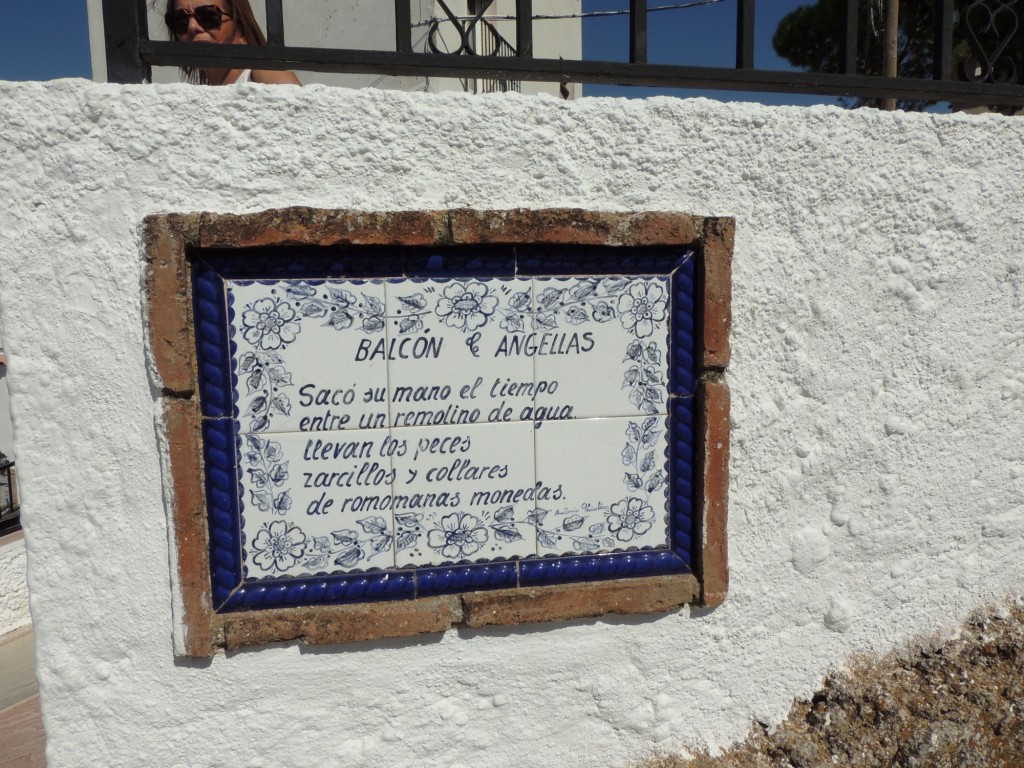 BALCÓN de ANGELLAS
Sacó su mano el tiempo
entre un remolino de agua.
llevan los peces
zarcillos y collares
de romomanas monedas.